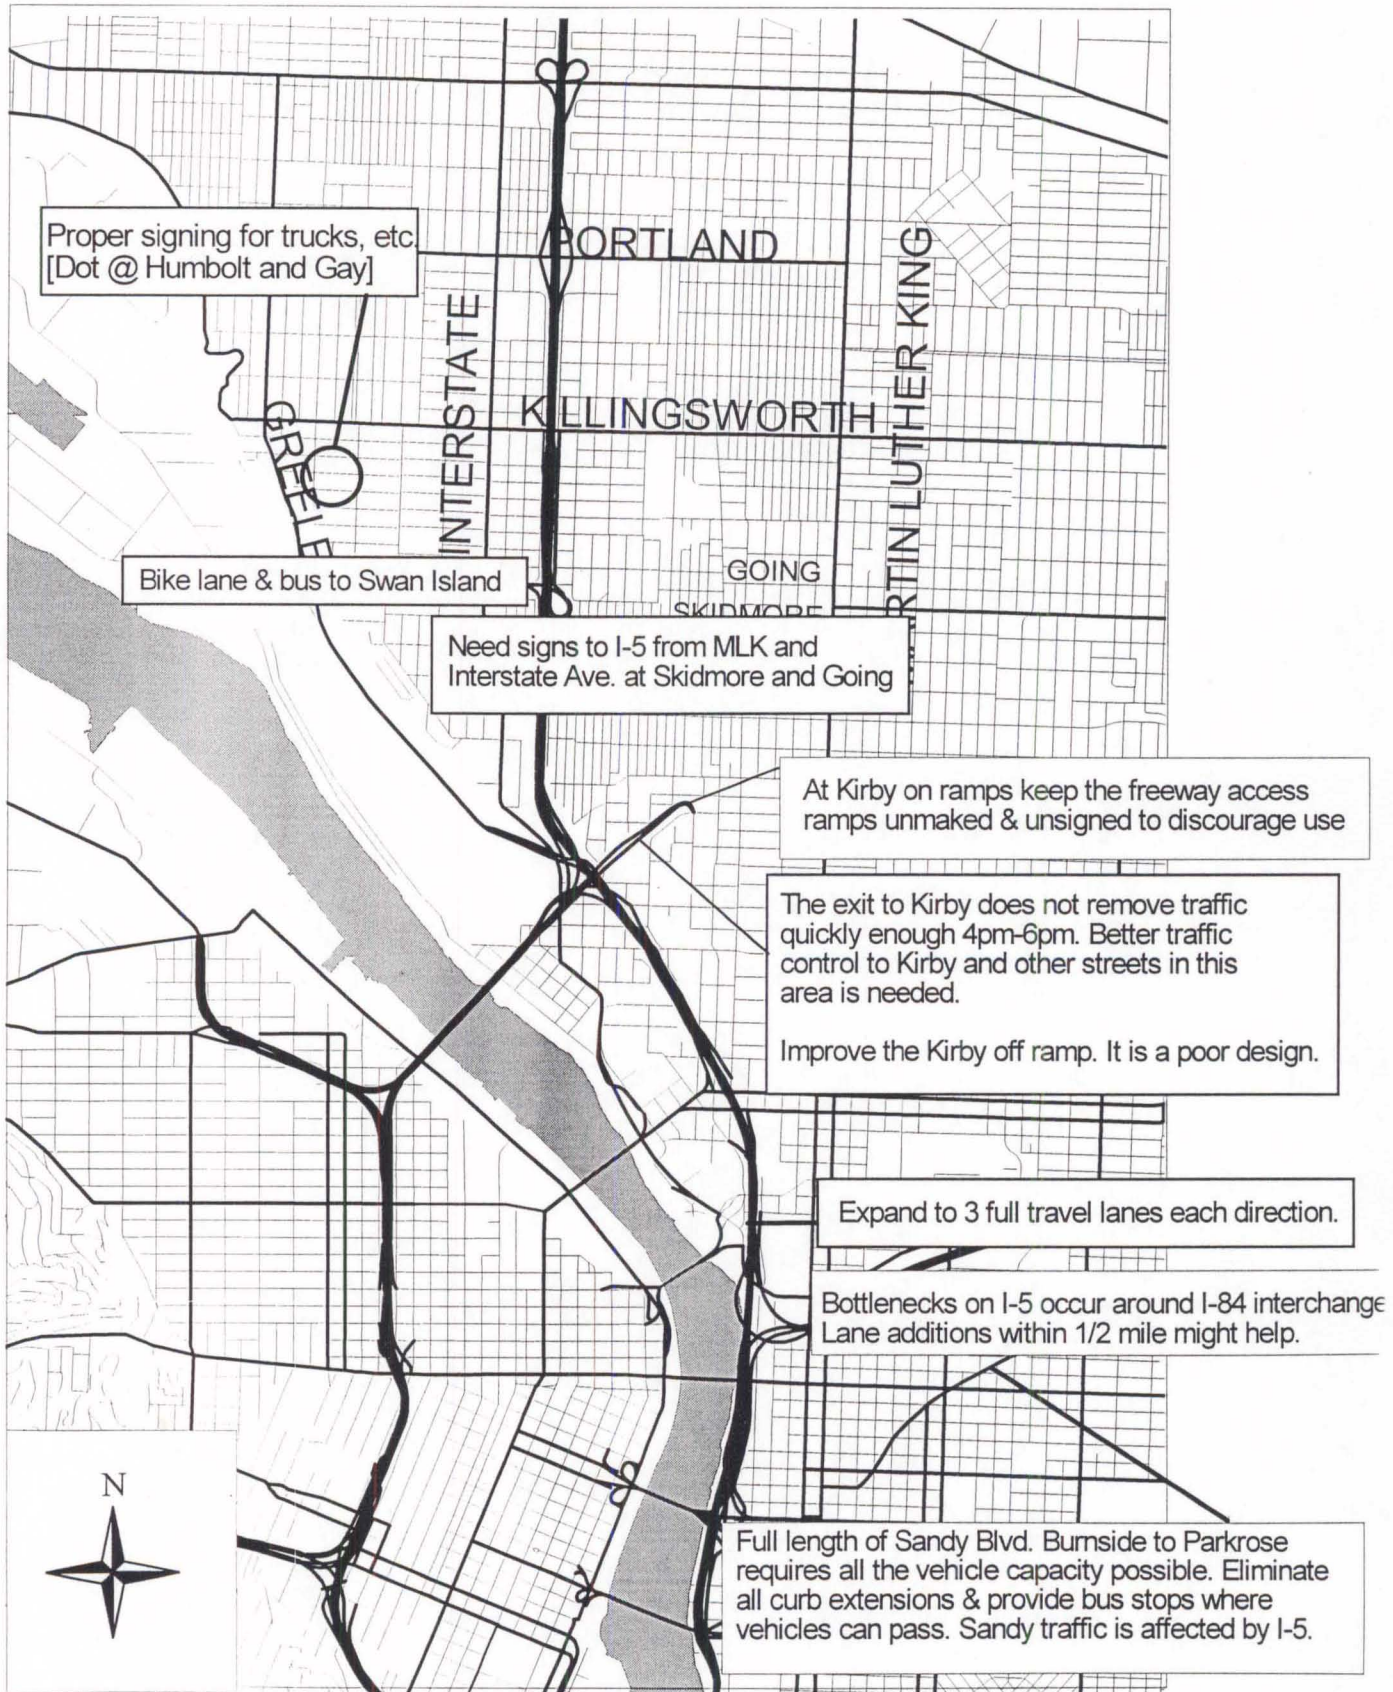 Proper signing for trucks, etc.
[Dot @ Humbolt and Gay]
PORTLAND
INTERSTATE
KILLINGSWORTH
GREELE
Bike lane & bus to Swan Island
GOING
SKIDMORE
RTIN LUTHER KING
Need signs to I-5 from MLK and
Interstate Ave. at Skidmore and Going
At Kirby on ramps keep the freeway access
ramps unmaked & unsigned to discourage use
The exit to Kirby does not remove traffic
quickly enough 4pm-6pm. Better traffic
control to Kirby and other streets in this
area is needed.
Improve the Kirby off ramp. It is a poor design.
Expand to 3 full travel lanes each direction.
Bottlenecks on I-5 occur around I-84 interchange
Lane additions within 1/2 mile might help.
N
Full length of Sandy Blvd. Burnside to Parkrose
requires all the vehicle capacity possible. Eliminate
all curb extensions & provide bus stops where
vehicles can pass. Sandy traffic is affected by I-5.